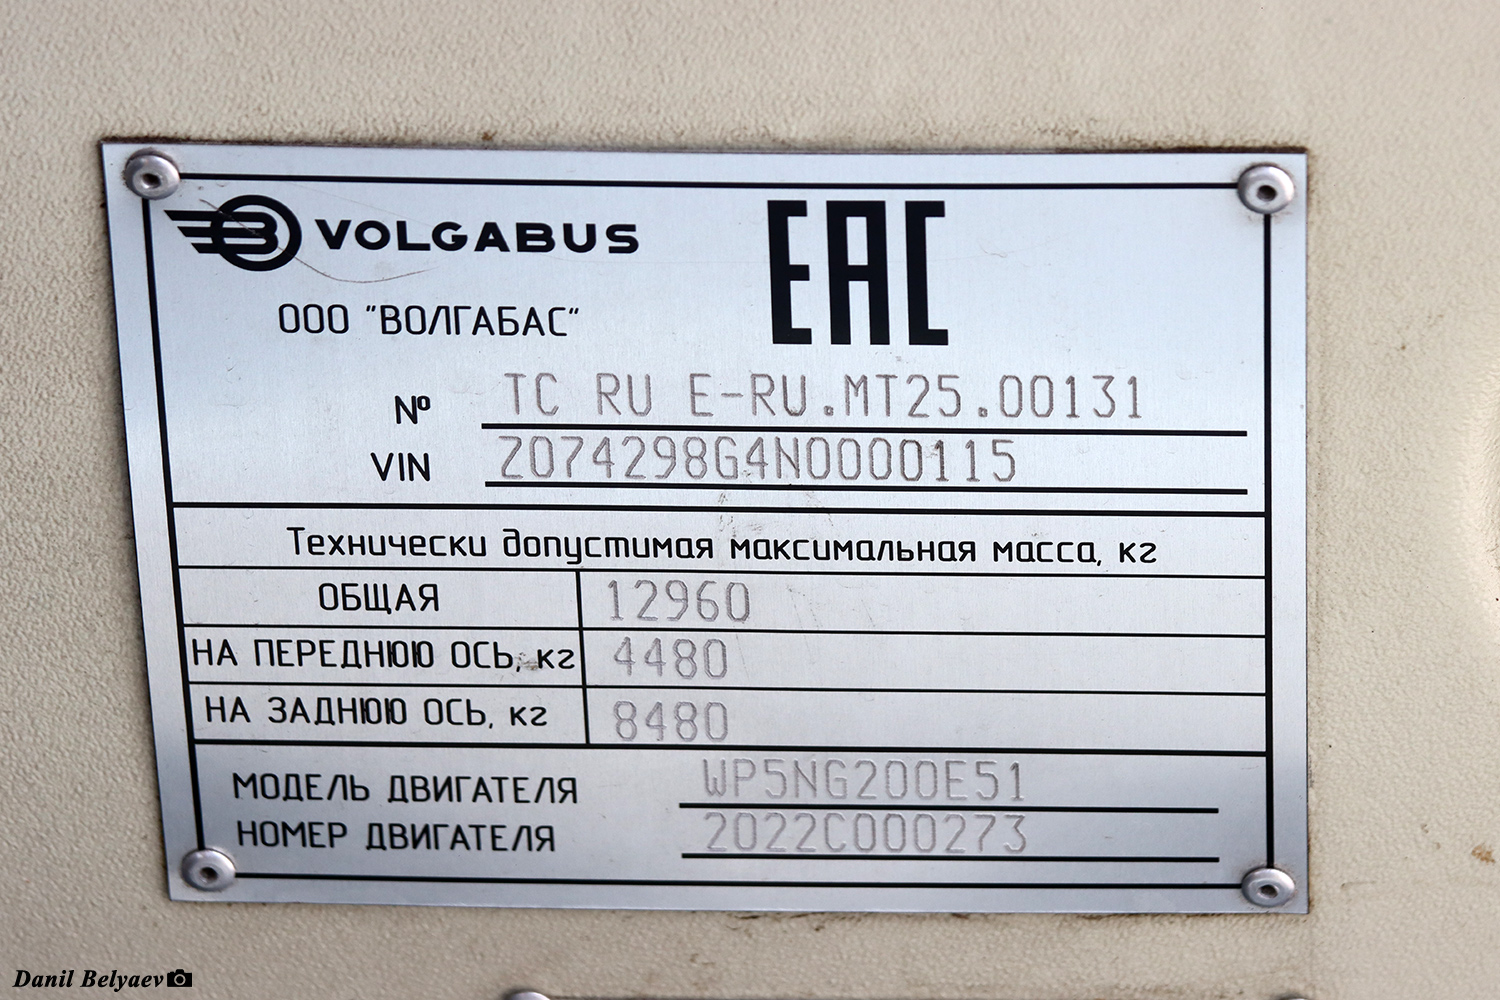 VOLGABUS
EAC
ООО "ВОЛГАБАС"
№ TC RU E-RU.MT25.00131
VIN Z074298G4N0000115
Технически допустимая максимальная масса, кг
ОБЩАЯ 12960
НА ПЕРЕДНЮЮ ОСЬ, кг 4480
НА ЗАДНЮЮ ОСЬ, кг 8480
МОДЕЛЬ ДВИГАТЕЛЯ WP5NG200E51
НОМЕР ДВИГАТЕЛЯ 2022C000273
Danil Belyaev